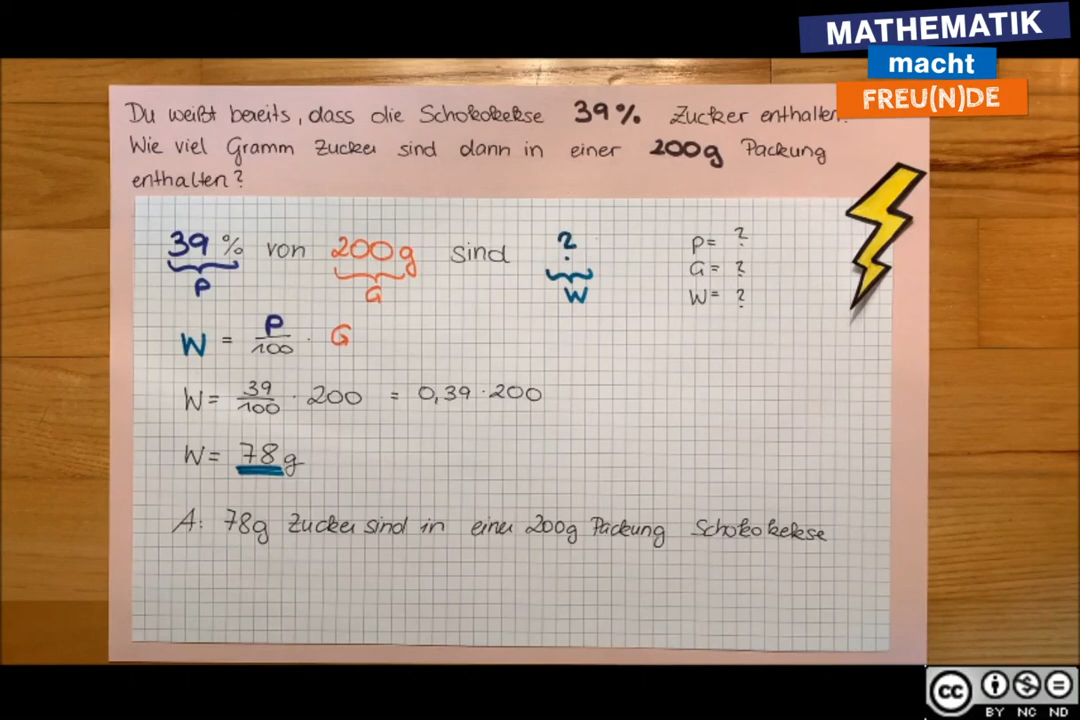 MATHEMATIK
macht
FREU(N)DE
Du weißt bereits, dass die Schokokekse 39% Zucker enthalten.
Wie viel Gramm Zucker sind dann in einer 200g Packung
enthalten?
39% von 200g sind ?
P G W
P= ?
G= ?
W= ?
W = P/100 · G
W= 39/100 · 200 = 0,39 · 200
W= 78g
A: 78g Zucker sind in einer 200g Packung Schokokekse
cc BY NC ND